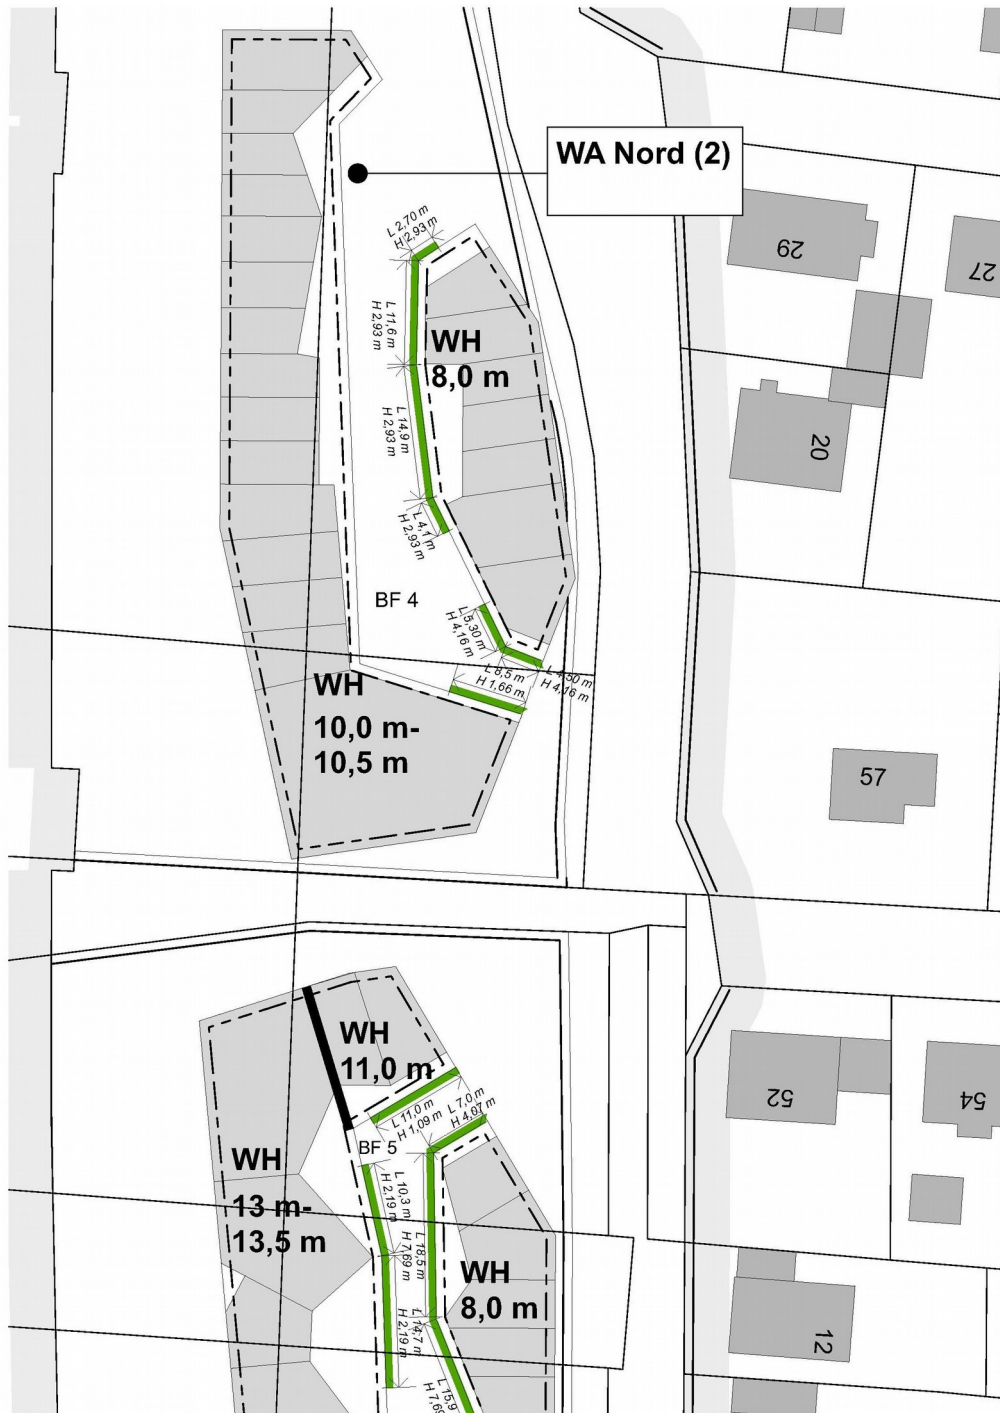 WA Nord (2)
29
27
L 2,70 m
H 2,93 m
L 11,6 m
H 2,93 m
WH
8,0 m
L 14,9 m
H 2,93 m
20
L 4,1 m
H 2,93 m
BF 4
L 5,30 m
H 4,16 m
L 4,50 m
H 4,16 m
L 8,5 m
H 1,66 m
WH
10,0 m-
10,5 m
57
WH
11,0 m
52
54
L 11,0 m
H 1,09 m
L 7,0 m
H 4,07 m
BF 5
WH
13 m-
13,5 m
L 10,3 m
H 2,19 m
L 18,5 m
H 7,69 m
WH
8,0 m
L 14,7 m
H 2,19 m
12
L 15,9
H 7,69